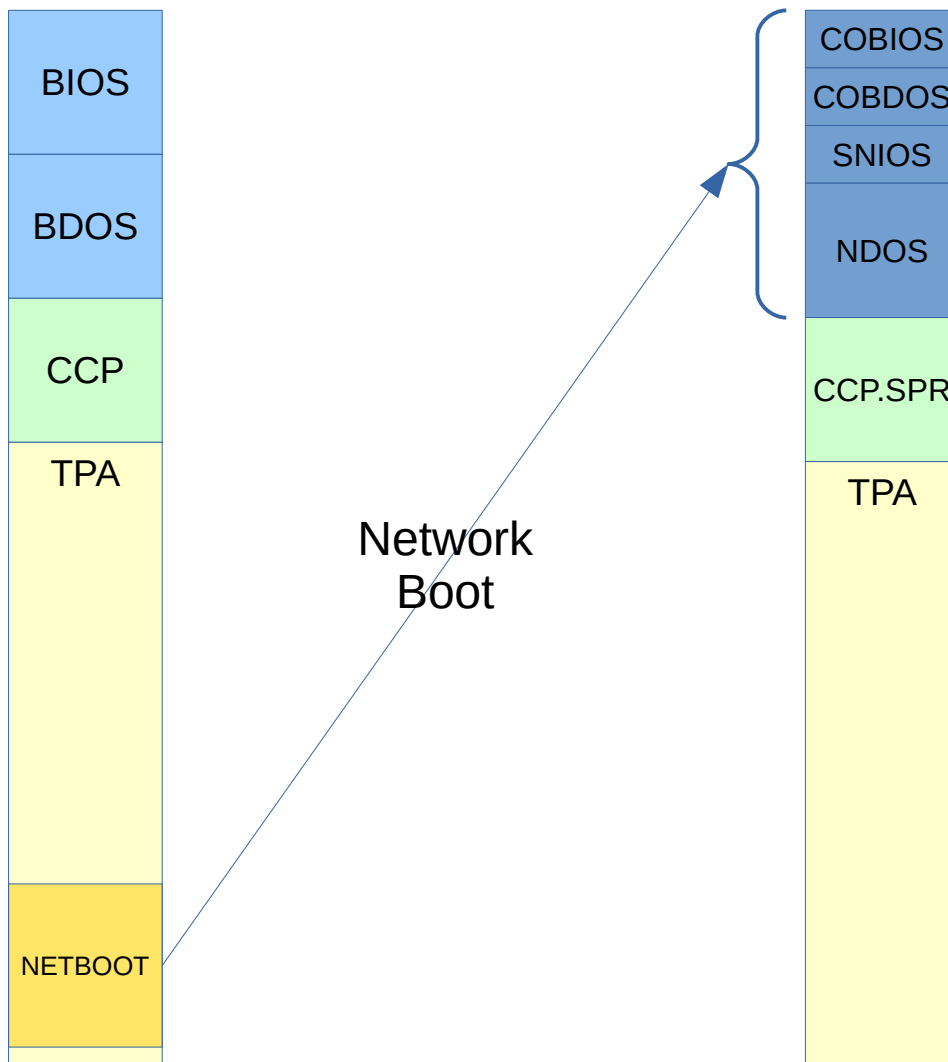 BIOS
BDOS
CCP
TPA
NETBOOT
Network
Boot
COBIOS
COBDOS
SNIOS
NDOS
CCP.SPR
TPA